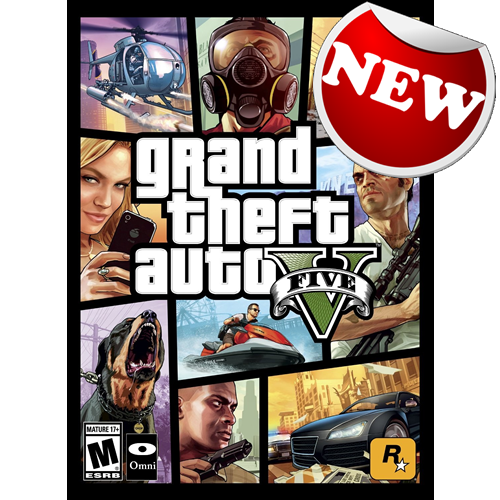 NEW
grand
theft
auto
V
FIVE
MATURE 17+
M
ESRB
Omni
R